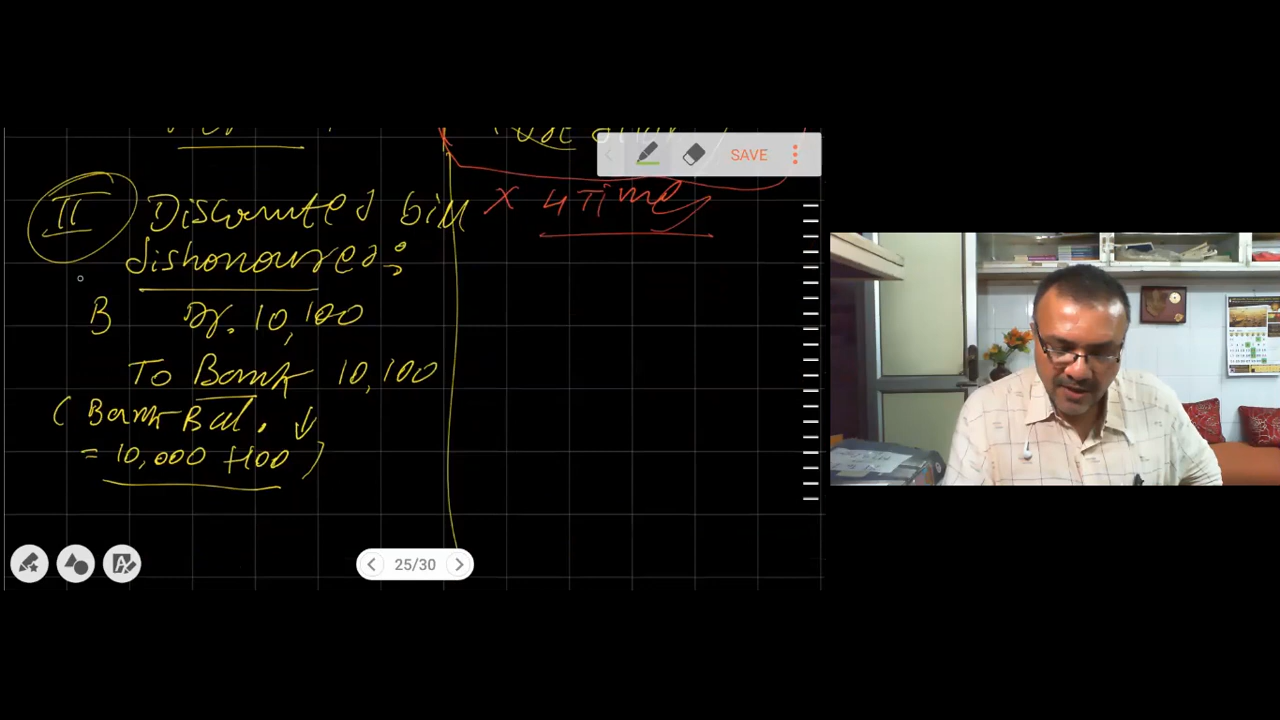 SAVE
II Discounted bill
dishonoured:
B Dr. 10,100
To Bank 10,100
(Bank Bal. ↓
= 10,000 + 100)
X 4 Times
25/30